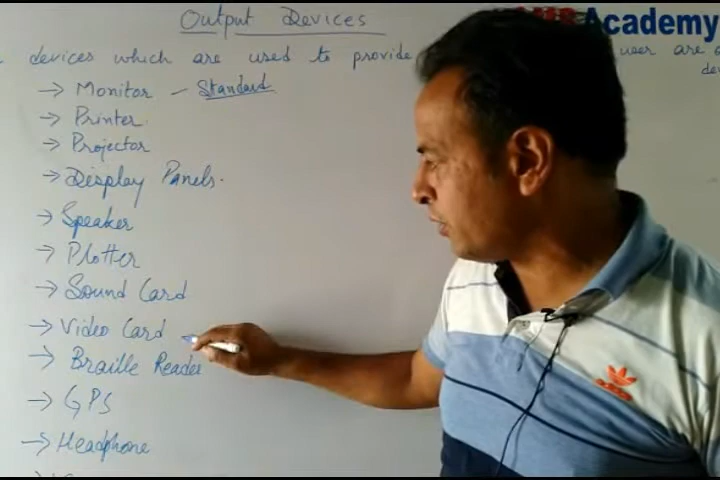 Output Devices
Academy
devices which are used to provide user are
→ Monitor – Standard
→ Printer.
→ Projector
→ Display Panels.
→ Speaker
→ Plotter
→ Sound Card
→ Video Card
→ Braille Reader
→ GPS
→ Headphone